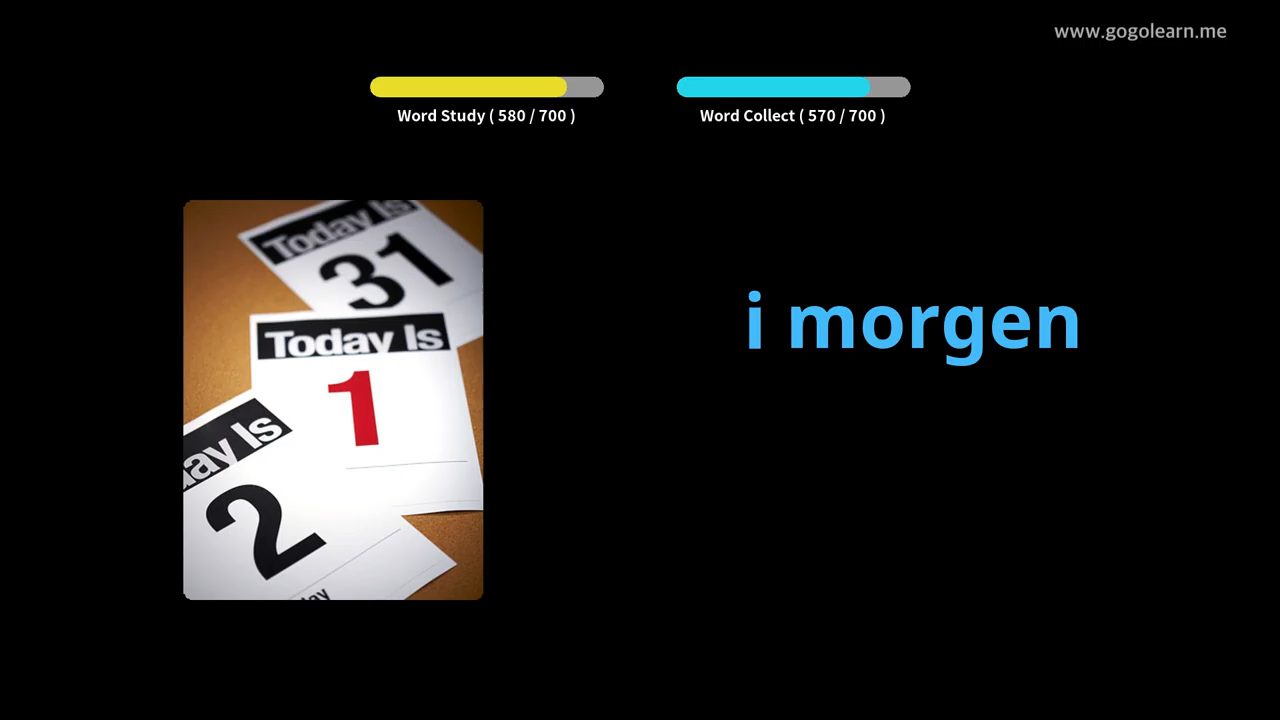 www.gogolearn.me
Word Study ( 580 / 700 )
Word Collect ( 570 / 700 )
Today Is
31
Today Is
1
i morgen
ay Is
2
ay